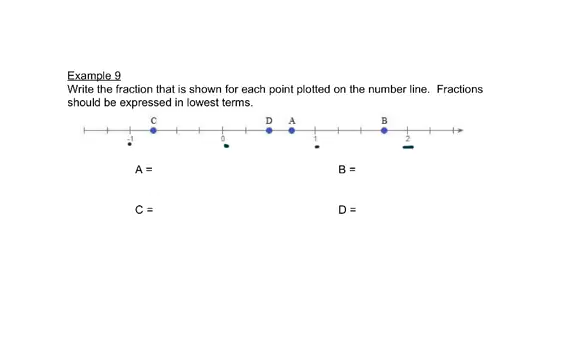 Example 9
Write the fraction that is shown for each point plotted on the number line.  Fractions
should be expressed in lowest terms.
C D A B
-1 0 1 2
A = B =
C = D =